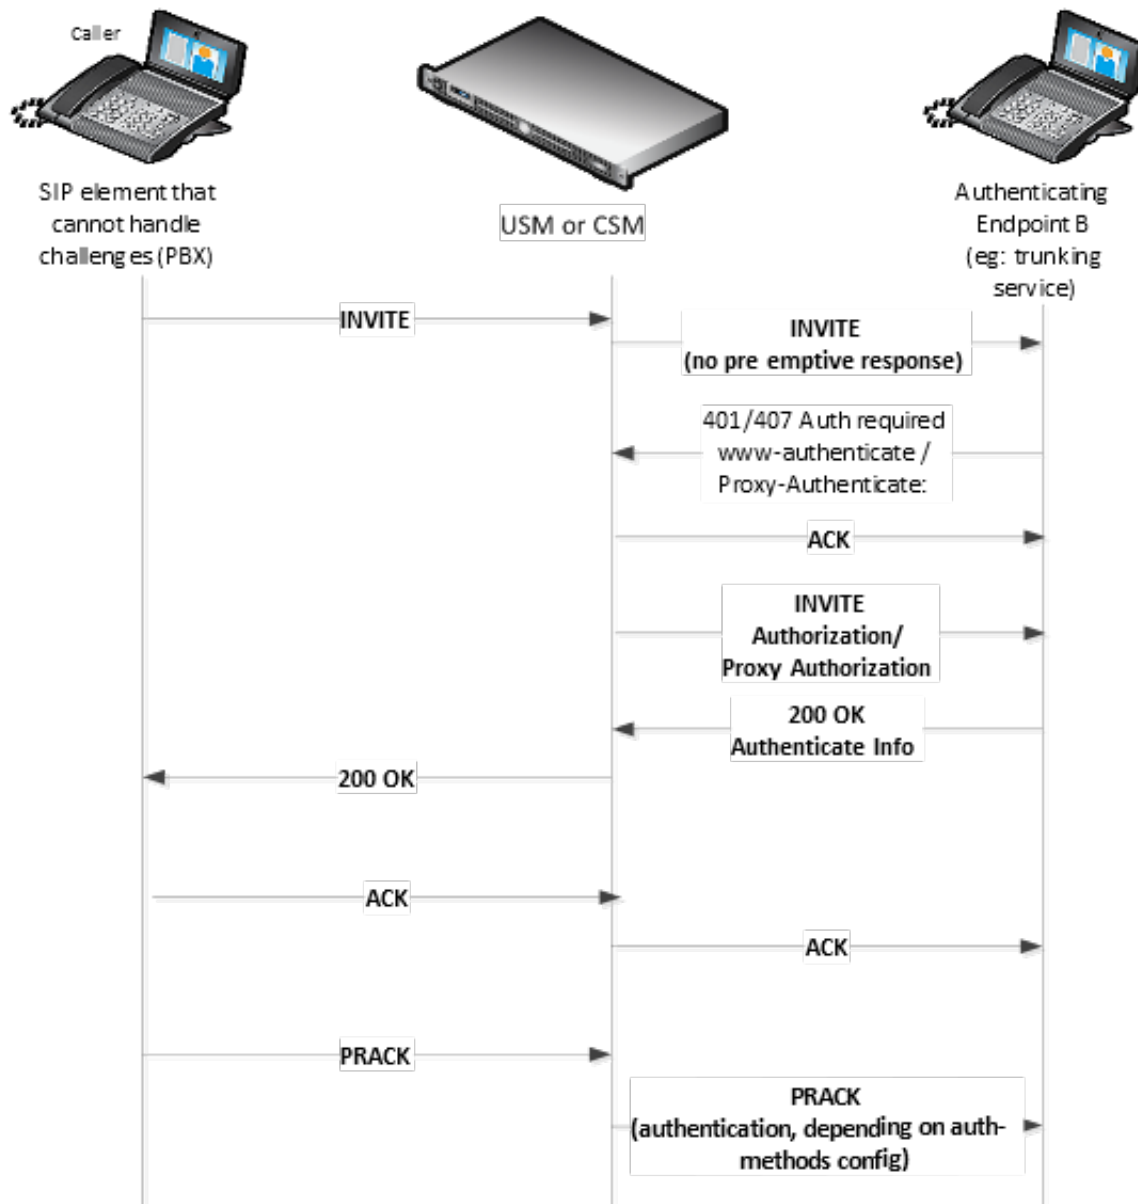 Caller
SIP element that
cannot handle
challenges (PBX)
USM or CSM
Authenticating
Endpoint B
(eg: trunking
service)
INVITE
INVITE
(no pre emptive response)
401/407 Auth required
www-authenticate /
Proxy-Authenticate:
ACK
INVITE
Authorization/
Proxy Authorization
200 OK
Authenticate Info
200 OK
ACK
ACK
PRACK
PRACK
(authentication, depending on auth-
methods config)